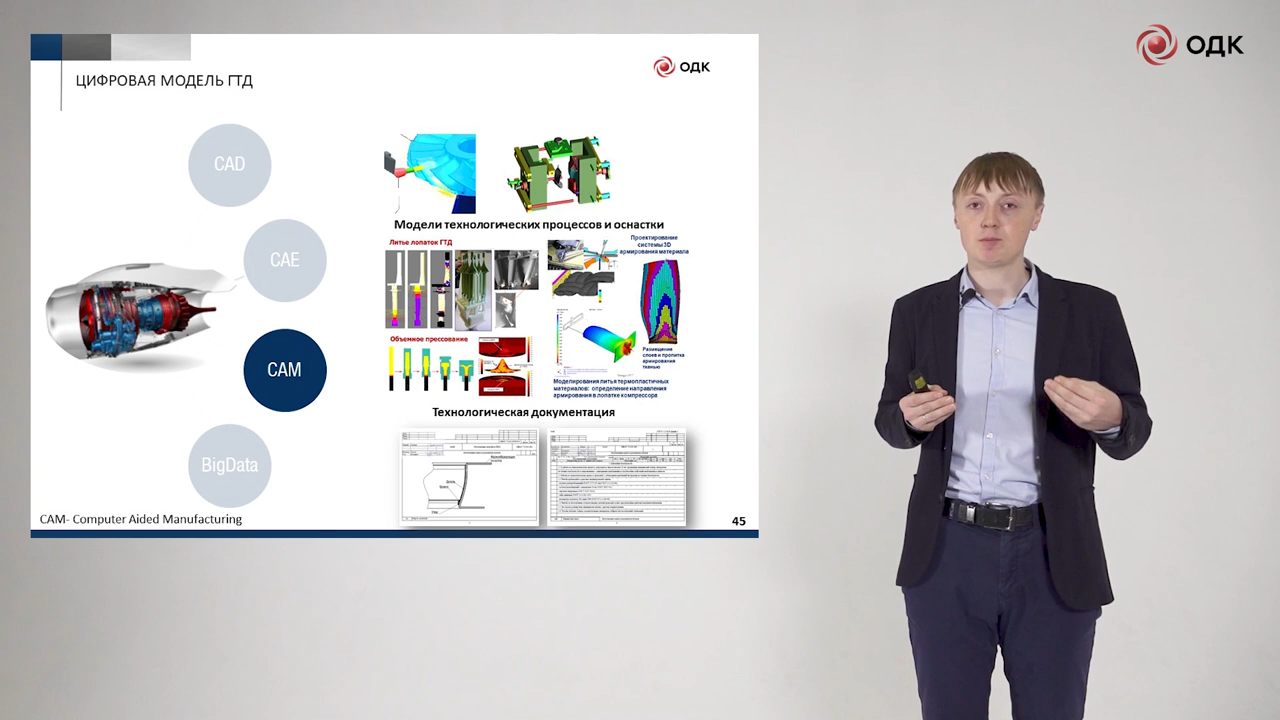 ОДК
ЦИФРОВАЯ МОДЕЛЬ ГТД
ОДК
CAD
CAE
CAM
BigData
CAM- Computer Aided Manufacturing
Модели технологических процессов и оснастки
Литье лопаток ГТД
Проектирование
системы 3D
армирования материала
Объемное прессование
Размещение
слоев и пропитка
армирования
тканью
Моделирования литья термопластичных
материалов: определение направления
армирования в лопатке компрессора
Технологическая документация
45